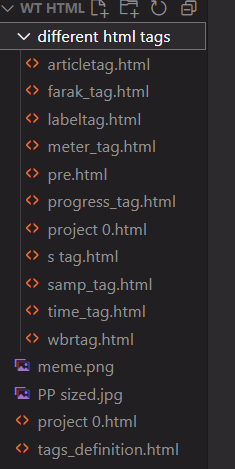 WT HTML
different html tags
articletag.html
farak_tag.html
labeltag.html
meter_tag.html
pre.html
progress_tag.html
project 0.html
s tag.html
samp_tag.html
time_tag.html
wbrtag.html
meme.png
PP sized.jpg
project 0.html
tags_definition.html